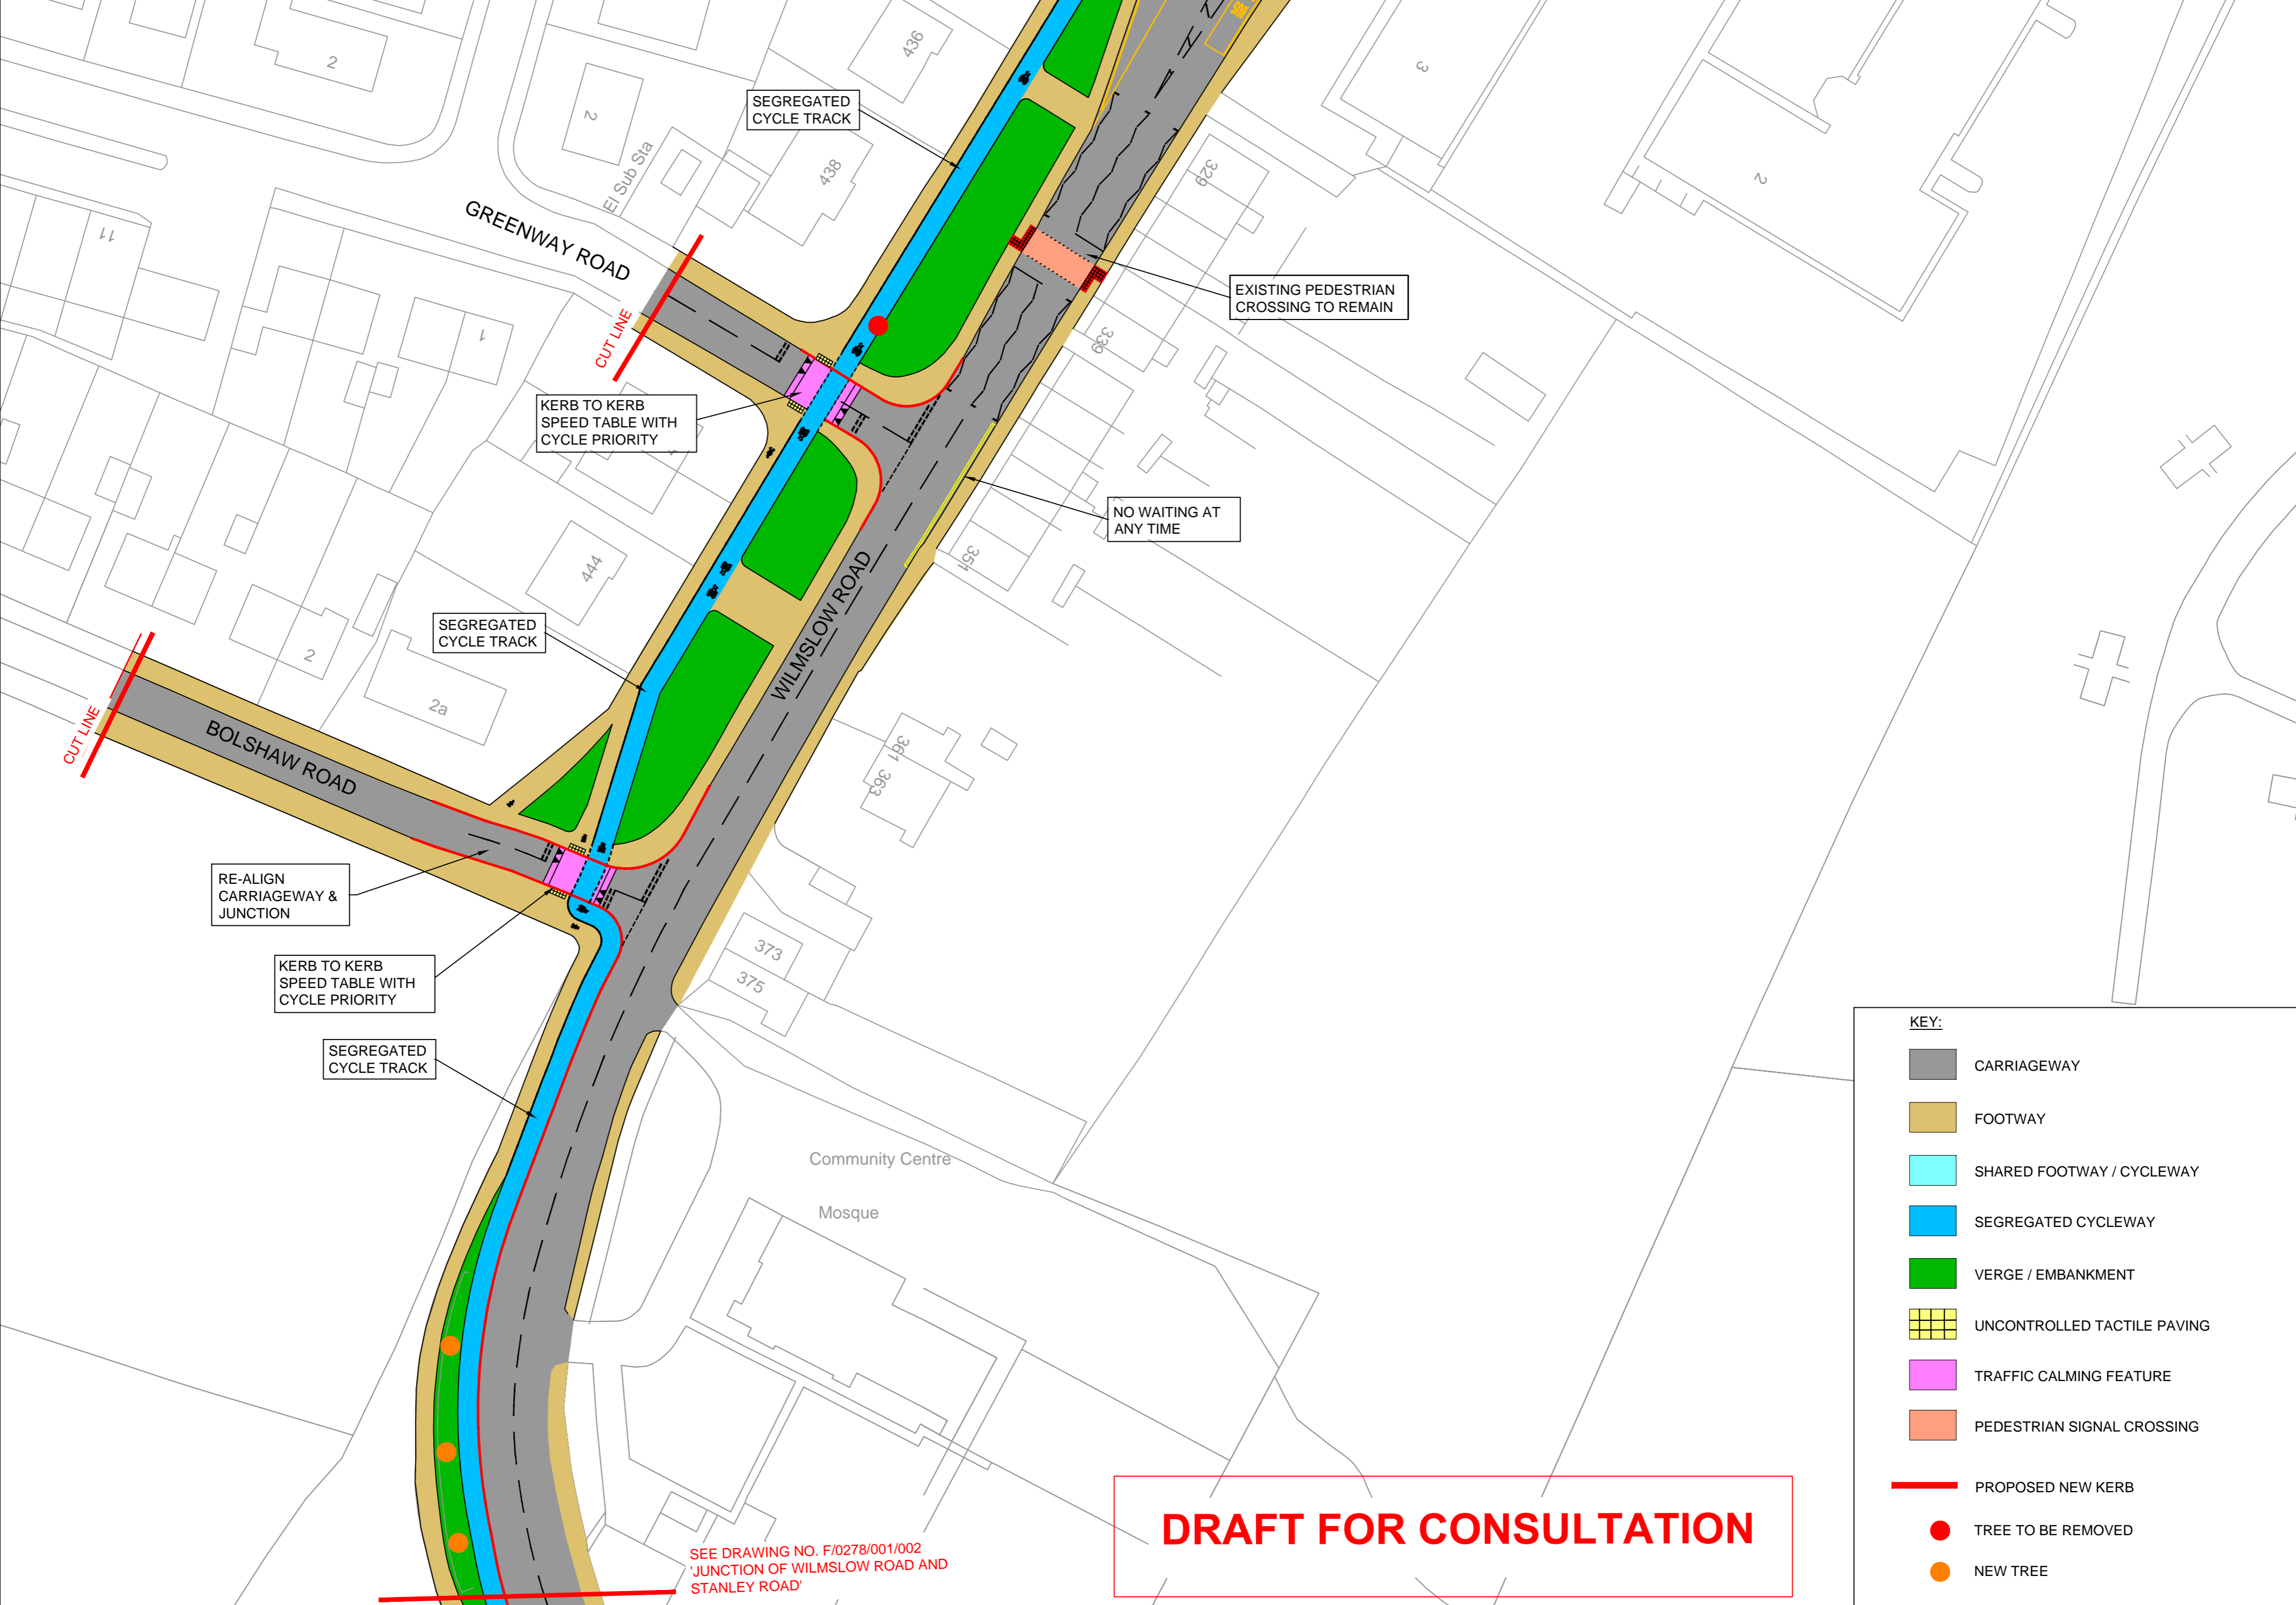 2
436
3
SEGREGATED
CYCLE TRACK
2
El Sub Sta
438
329
2
GREENWAY ROAD
11
EXISTING PEDESTRIAN
CROSSING TO REMAIN
CUT LINE
1
339
KERB TO KERB
SPEED TABLE WITH
CYCLE PRIORITY
NO WAITING AT
ANY TIME
351
444
WILMSLOW ROAD
SEGREGATED
CYCLE TRACK
2
2a
CUT LINE
BOLSHAW ROAD
361
363
RE-ALIGN
CARRIAGEWAY &
JUNCTION
373
375
KERB TO KERB
SPEED TABLE WITH
CYCLE PRIORITY
SEGREGATED
CYCLE TRACK
Community Centre
Mosque
KEY:
CARRIAGEWAY
FOOTWAY
SHARED FOOTWAY / CYCLEWAY
SEGREGATED CYCLEWAY
VERGE / EMBANKMENT
UNCONTROLLED TACTILE PAVING
TRAFFIC CALMING FEATURE
PEDESTRIAN SIGNAL CROSSING
PROPOSED NEW KERB
TREE TO BE REMOVED
NEW TREE
DRAFT FOR CONSULTATION
SEE DRAWING NO. F/0278/001/002
'JUNCTION OF WILMSLOW ROAD AND
STANLEY ROAD'